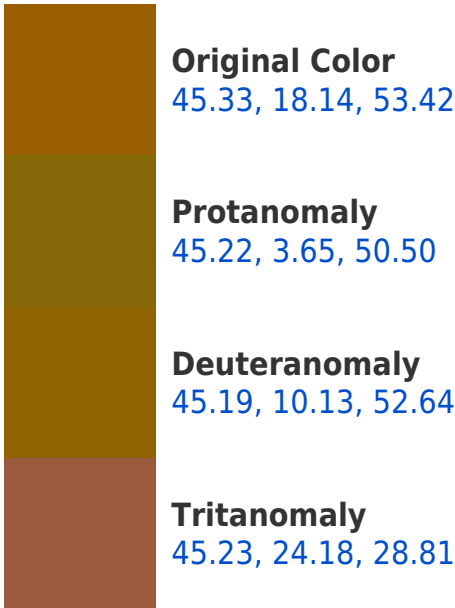 Original Color
45.33, 18.14, 53.42
Protanomaly
45.22, 3.65, 50.50
Deuteranomaly
45.19, 10.13, 52.64
Tritanomaly
45.23, 24.18, 28.81